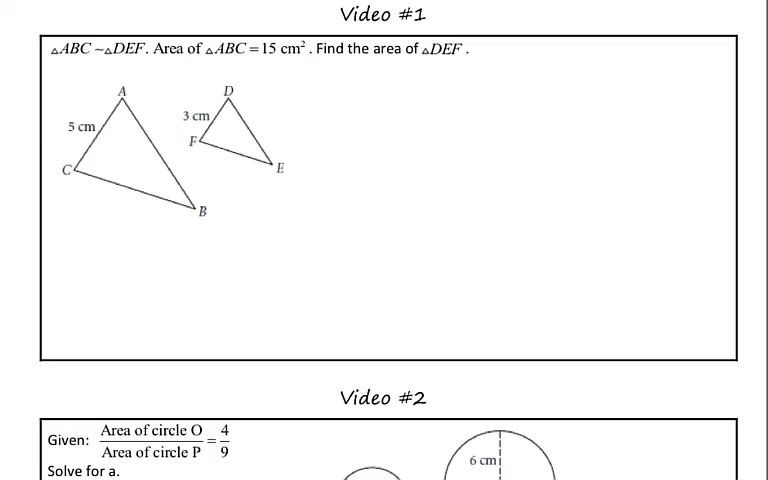 Video #1
△ABC ~ △DEF. Area of △ABC = 15 cm². Find the area of △DEF.
A
D
5 cm
3 cm
F
C
E
B
Video #2
Given: Area of circle O / Area of circle P = 4 / 9
6 cm
Solve for a.